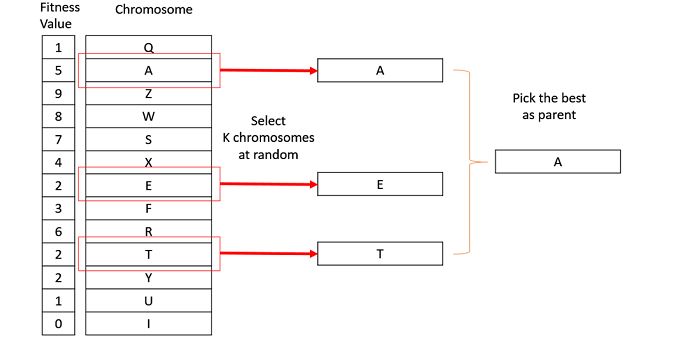 Fitness
Value
Chromosome
1 Q
5 A
9 Z
8 W
7 S
4 X
2 E
3 F
6 R
2 T
2 Y
1 U
0 I
Select
K chromosomes
at random
A
E
T
Pick the best
as parent
A